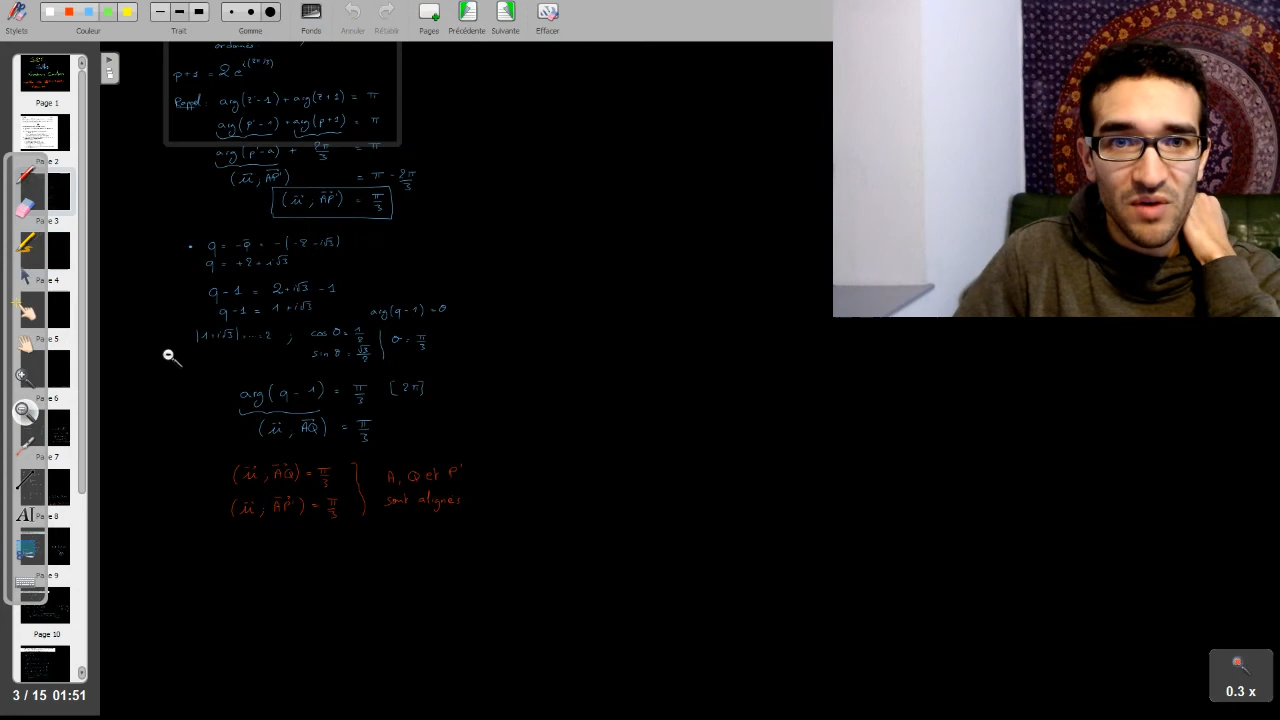 Stylets Couleur Trait Gomme Fonds Annuler Rétablir Pages Précédente Suivante Effacer
Page 1
Page 2
Page 3
Page 4
Page 5
Page 6
Page 7
Page 8
Page 9
Page 10
3 / 15 01:51
ordonnés
p+1 = 2 e^{i(2π/3)}
Rappel : arg(z'-1) + arg(z+1) = π
arg(p'-a) + arg(p+1) = π
arg(p'-a) + 2π/3 = π
(u, AP') = π - 2π/3
(u, AP') = π/3
• q = -p̄ = -(-2-i√3)
q = +2+i√3
q-1 = 2+i√3 -1
q-1 = 1+i√3
arg(q-1) = θ
|1+i√3| = ... = 2 ; cos θ = 1/2
sin θ = √3/2 | θ = π/3
arg(q-1) = π/3 [2π]
(u, AQ) = π/3
(u ; AQ) = π/3
(u ; AP') = π/3
A, Q et P'
sont alignés
0.3 x